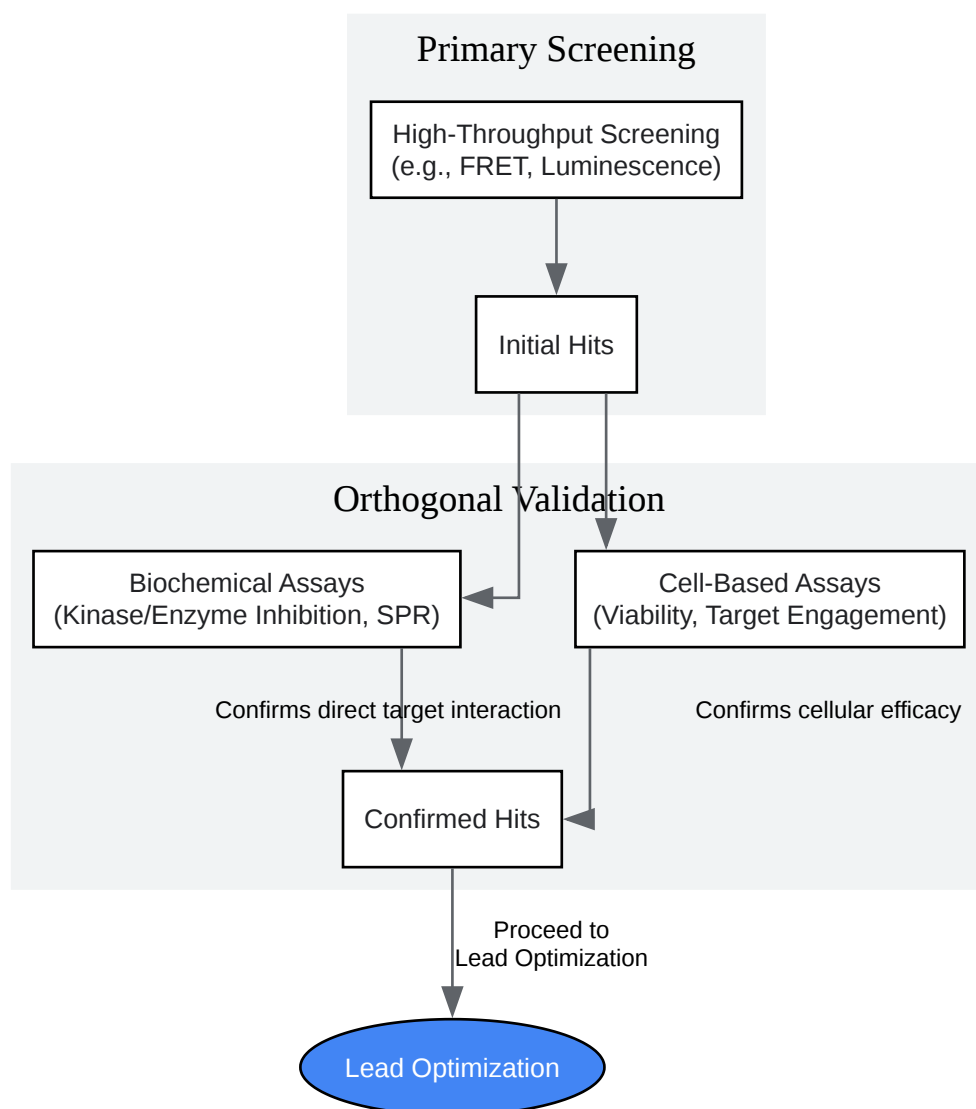 Primary Screening
High-Throughput Screening
(e.g., FRET, Luminescence)
Initial Hits
Orthogonal Validation
Biochemical Assays
(Kinase/Enzyme Inhibition, SPR)
Cell-Based Assays
(Viability, Target Engagement)
Confirms direct target interaction
Confirms cellular efficacy
Confirmed Hits
Proceed to
Lead Optimization
Lead Optimization